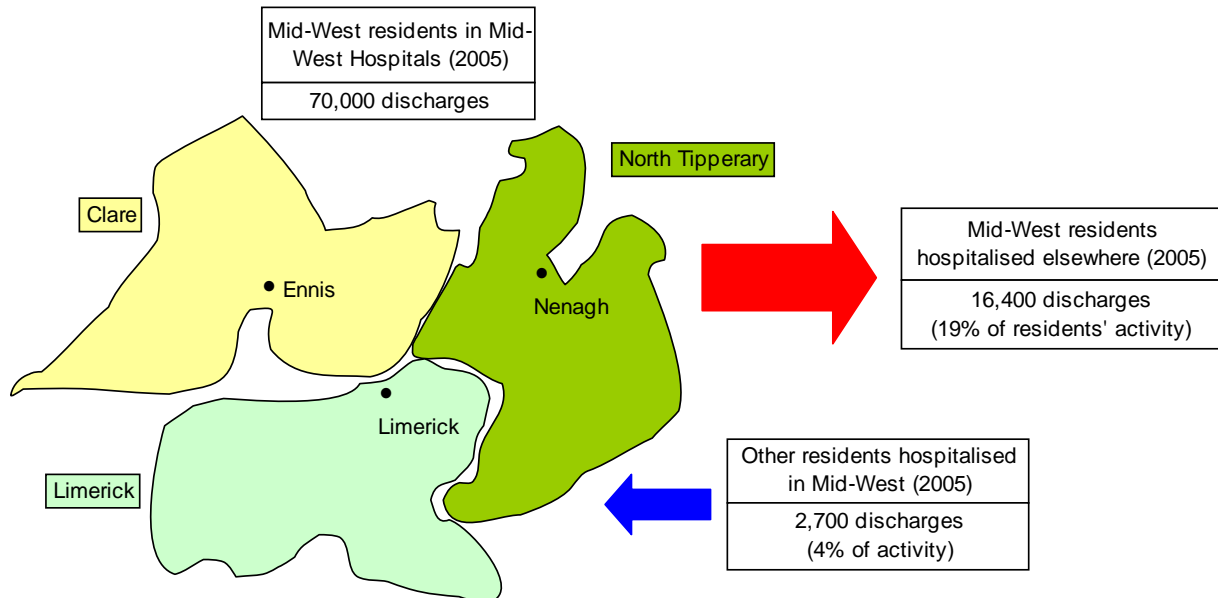 Mid-West residents in Mid-
West Hospitals (2005)
70,000 discharges
North Tipperary
Clare
Mid-West residents
hospitalised elsewhere (2005)
16,400 discharges
(19% of residents' activity)
Ennis
Nenagh
Limerick
Other residents hospitalised
in Mid-West (2005)
2,700 discharges
(4% of activity)
Limerick